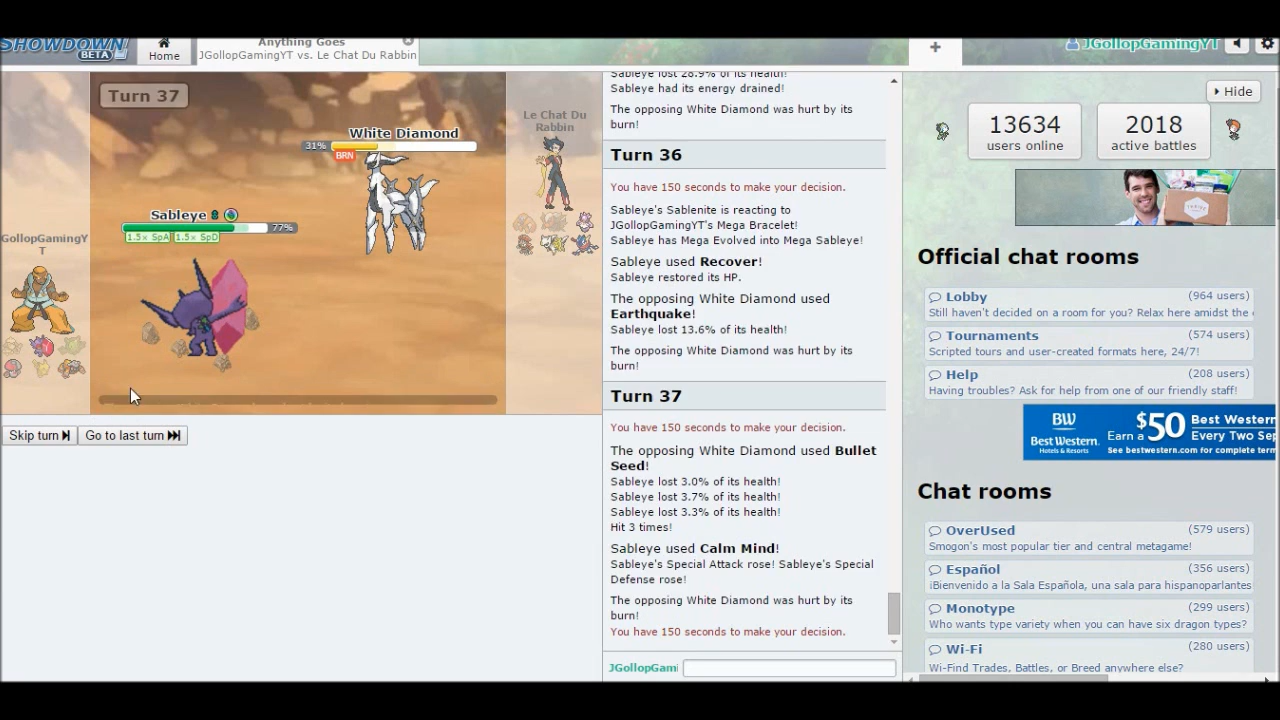 SHOWDOWN!
BETA
Home
Anything Goes
JGollopGamingYT vs. Le Chat Du Rabbin
+
JGollopGamingYT
Turn 37
White Diamond
31%
BRN
Sableye
77%
1.5× SpA 1.5× SpD
GollopGamingY
T
Le Chat Du
Rabbin
Skip turn
Go to last turn
Sableye lost 28.9% of its health!
Sableye had its energy drained!
The opposing White Diamond was hurt by its
burn!
Turn 36
You have 150 seconds to make your decision.
Sableye's Sablenite is reacting to
JGollopGamingYT's Mega Bracelet!
Sableye has Mega Evolved into Mega Sableye!
Sableye used Recover!
Sableye restored its HP.
The opposing White Diamond used
Earthquake!
Sableye lost 13.6% of its health!
The opposing White Diamond was hurt by its
burn!
Turn 37
You have 150 seconds to make your decision.
The opposing White Diamond used Bullet
Seed!
Sableye lost 3.0% of its health!
Sableye lost 3.7% of its health!
Sableye lost 3.3% of its health!
Hit 3 times!
Sableye used Calm Mind!
Sableye's Special Attack rose! Sableye's Special
Defense rose!
The opposing White Diamond was hurt by its
burn!
You have 150 seconds to make your decision.
JGollopGami
Hide
13634
users online
2018
active battles
Official chat rooms
Lobby (964 users)
Still haven't decided on a room for you? Relax here amidst the
Tournaments (574 users)
Scripted tours and user-created formats here, 24/7!
Help (208 users)
Having troubles? Ask for help from one of our friendly staff!
BW
Best Western.
Hotels & Resorts
Earn a $50 Best Western
Every Two Sep
See bestwestern.com for complete term
Chat rooms
OverUsed (579 users)
Smogon's most popular tier and central metagame!
Español (356 users)
¡Bienvenido a la Sala Española, una sala para hispanoparlantes
Monotype (299 users)
Who wants type variety when you can have six dragon types?
Wi-Fi (280 users)
Wi-Find Trades, Battles, or Breed anywhere else?